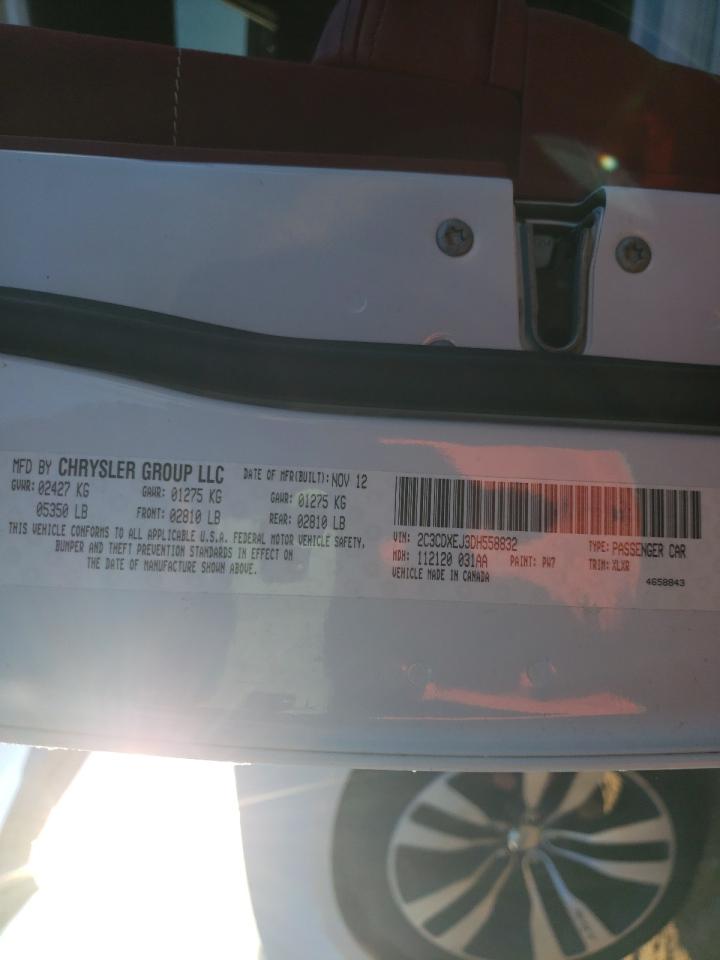 MFD BY CHRYSLER GROUP LLC DATE OF MFR(BUILT): NOV 12
GVWR: 02427 KG GAWR: 01275 KG GAWR: 01275 KG
05350 LB FRONT: 02810 LB REAR: 02810 LB
THIS VEHICLE CONFORMS TO ALL APPLICABLE U.S.A. FEDERAL MOTOR VEHICLE SAFETY,
BUMPER AND THEFT PREVENTION STANDARDS IN EFFECT ON
THE DATE OF MANUFACTURE SHOWN ABOVE.
VIN: 2C3CDXEJ3DH558832 TYPE: PASSENGER CAR
MDH: 112120 031AA PAINT: PW7 TRIM: XLXR
VEHICLE MADE IN CANADA
4658843